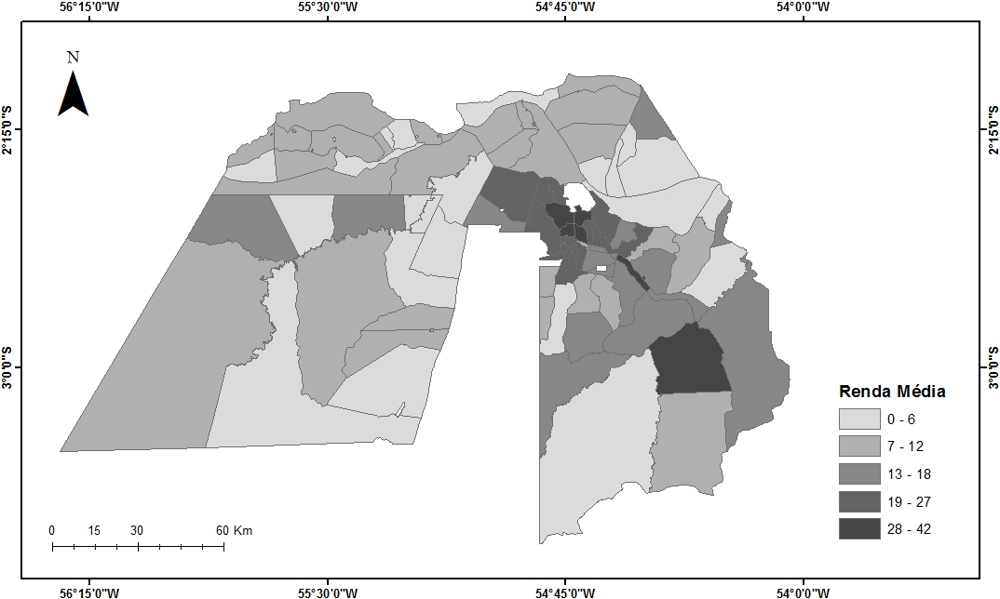 56°15'0"W 55°30'0"W 54°45'0"W 54°0'0"W
N
2°15'0"S 2°15'0"S
3°0'0"S 3°0'0"S
Renda Média
0 - 6
7 - 12
13 - 18
19 - 27
28 - 42
0 15 30 60 Km
56°15'0"W 55°30'0"W 54°45'0"W 54°0'0"W